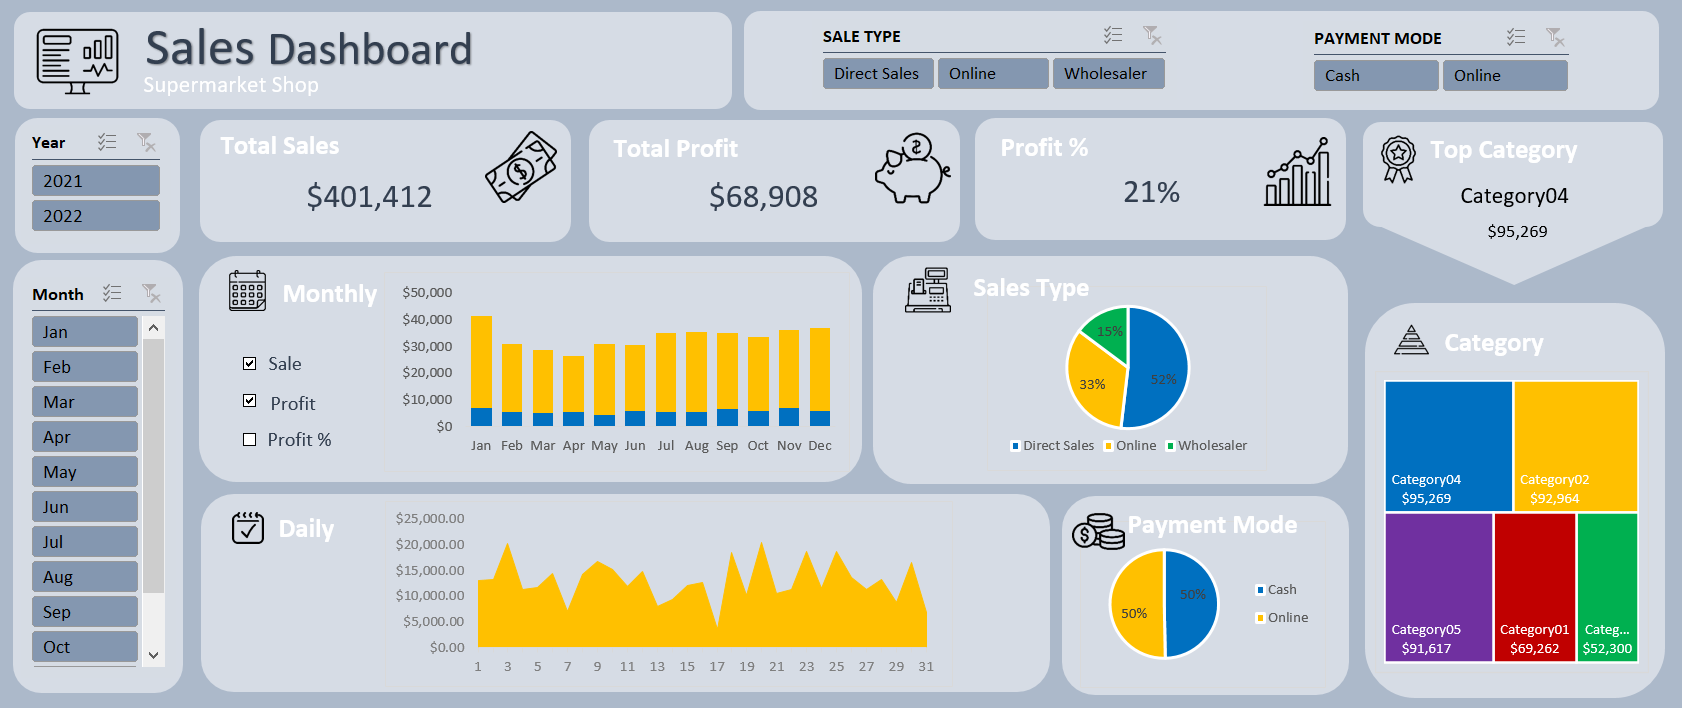 Sales Dashboard
Supermarket Shop
SALE TYPE
Direct Sales Online Wholesaler
PAYMENT MODE
Cash Online
Year
2021
2022
Total Sales
$401,412
Total Profit
$68,908
Profit %
21%
Top Category
Category04
$95,269
Month
Jan
Feb
Mar
Apr
May
Jun
Jul
Aug
Sep
Oct
Monthly
Sale
Profit
Profit %
$50,000
$40,000
$30,000
$20,000
$10,000
$0
Jan Feb Mar Apr May Jun Jul Aug Sep Oct Nov Dec
Sales Type
15%
33%
52%
Direct Sales Online Wholesaler
Category
Category04
$95,269
Category02
$92,964
Category05
$91,617
Category01
$69,262
Categ...
$52,300
Daily
$25,000.00
$20,000.00
$15,000.00
$10,000.00
$5,000.00
$0.00
1 3 5 7 9 11 13 15 17 19 21 23 25 27 29 31
Payment Mode
50%
50%
Cash
Online